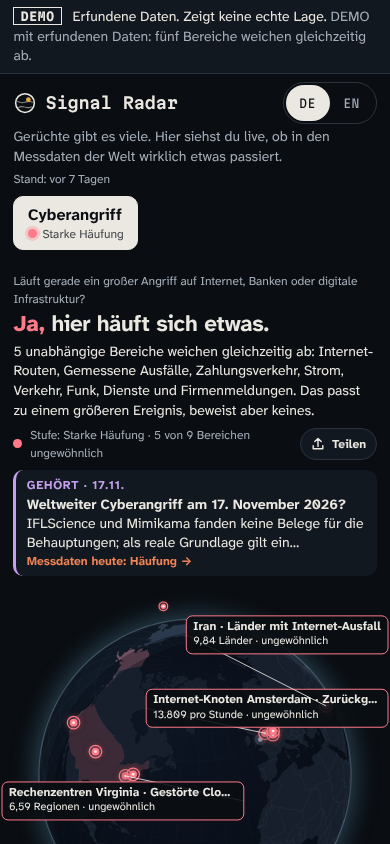 DEMO Erfundene Daten. Zeigt keine echte Lage. DEMO
mit erfundenen Daten: fünf Bereiche weichen gleichzeitig
ab.
Signal Radar
DE EN
Gerüchte gibt es viele. Hier siehst du live, ob in den
Messdaten der Welt wirklich etwas passiert.
Stand: vor 7 Tagen
Cyberangriff
Starke Häufung
Läuft gerade ein großer Angriff auf Internet, Banken oder digitale
Infrastruktur?
Ja, hier häuft sich etwas.
5 unabhängige Bereiche weichen gleichzeitig ab: Internet-
Routen, Gemessene Ausfälle, Zahlungsverkehr, Strom,
Verkehr, Funk, Dienste und Firmenmeldungen. Das passt
zu einem größeren Ereignis, beweist aber keines.
Stufe: Starke Häufung · 5 von 9 Bereichen
ungewöhnlich
Teilen
GEHÖRT · 17.11.
Weltweiter Cyberangriff am 17. November 2026?
IFLScience und Mimikama fanden keine Belege für die
Behauptungen; als reale Grundlage gilt ein…
Messdaten heute: Häufung →
Iran · Länder mit Internet-Ausfall
9,84 Länder · ungewöhnlich
Internet-Knoten Amsterdam · Zurückg…
13.809 pro Stunde · ungewöhnlich
Rechenzentren Virginia · Gestörte Clo…
6,59 Regionen · ungewöhnlich